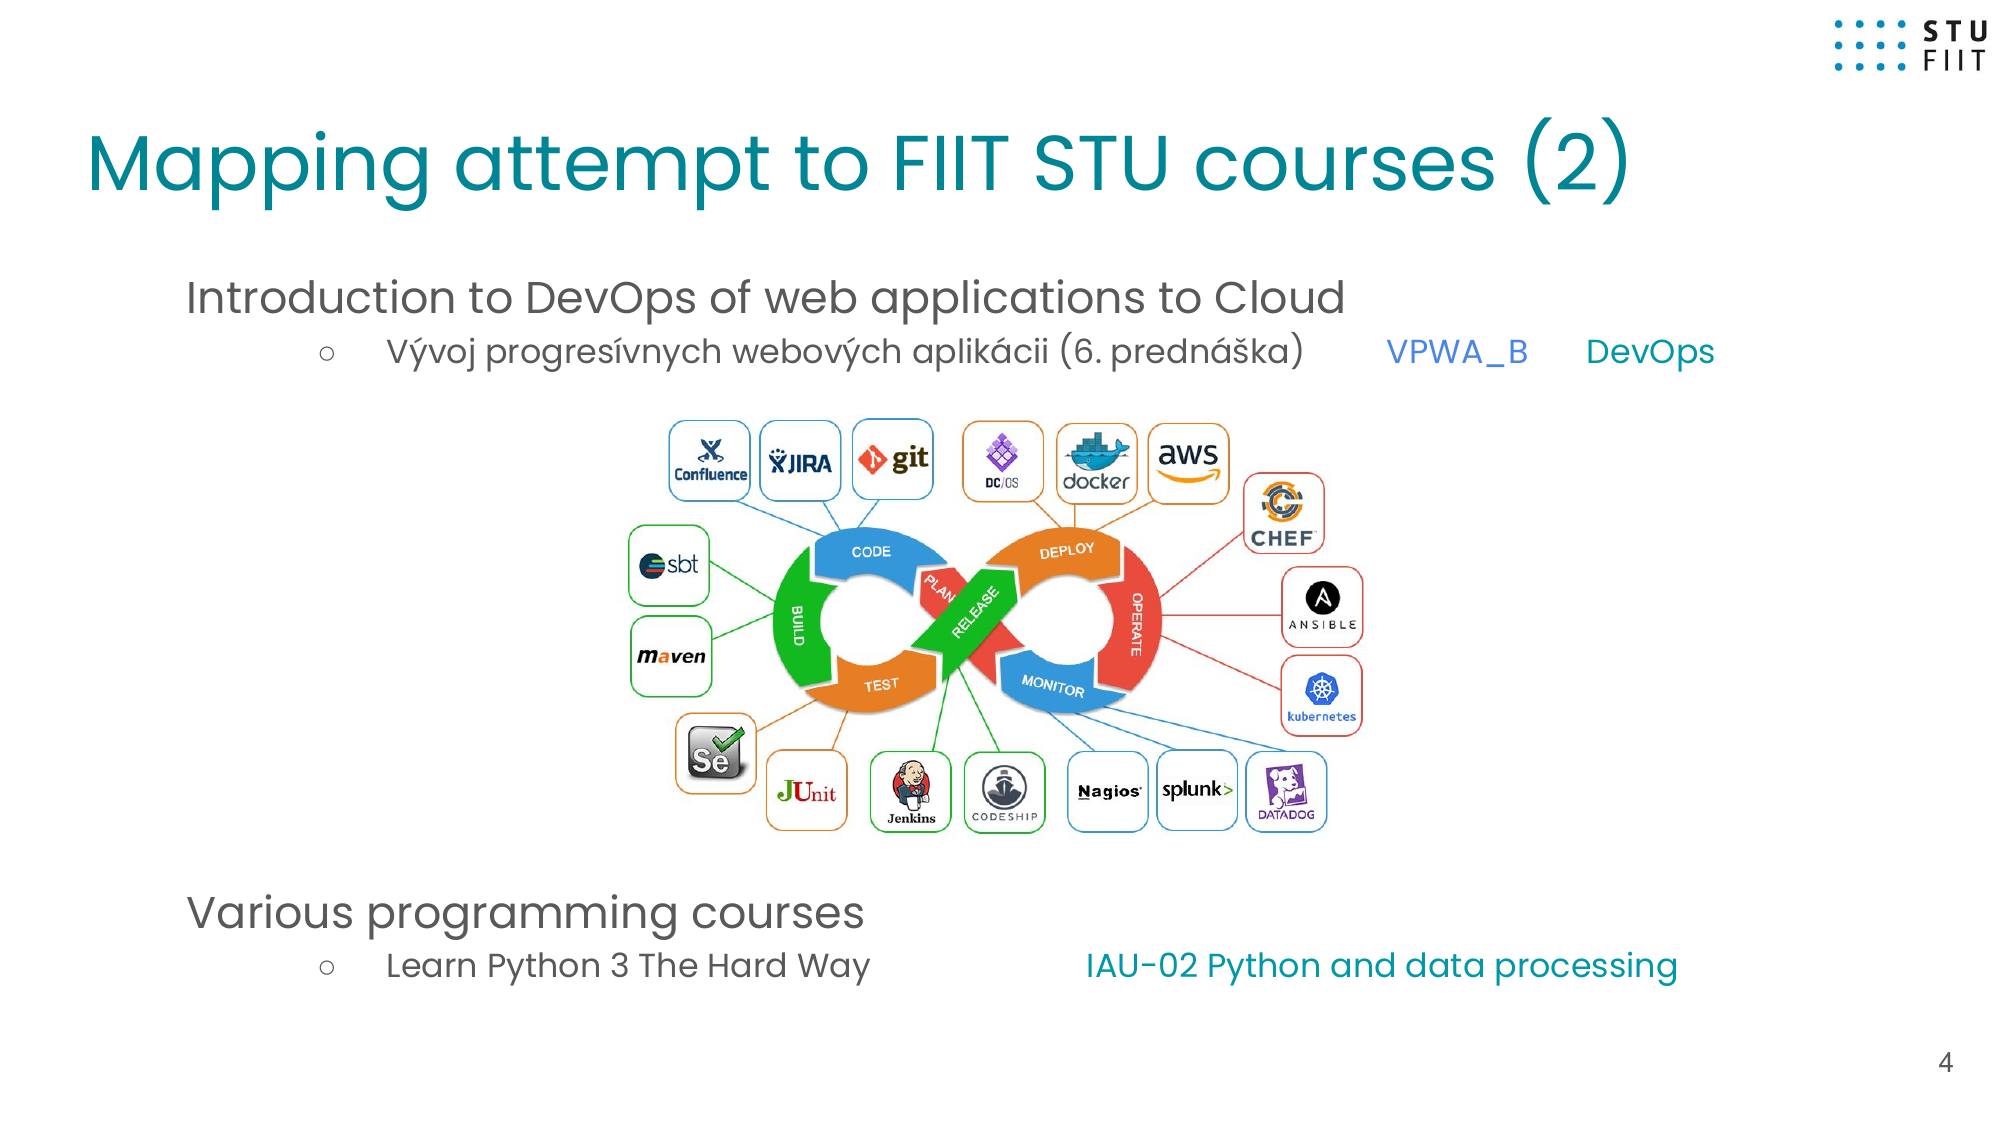 STU
FIIT
Mapping attempt to FIIT STU courses (2)
Introduction to DevOps of web applications to Cloud
○ Vývoj progresívnych webových aplikácii (6. prednáška) VPWA_B DevOps
Confluence
JIRA
git
DC/OS
docker
aws
CHEF
sbt
CODE
DEPLOY
PLAN
RELEASE
BUILD
OPERATE
ANSIBLE
maven
TEST
MONITOR
kubernetes
Se
JUnit
Jenkins
CODESHIP
Nagios
splunk>
DATADOG
Various programming courses
○ Learn Python 3 The Hard Way IAU-02 Python and data processing
4